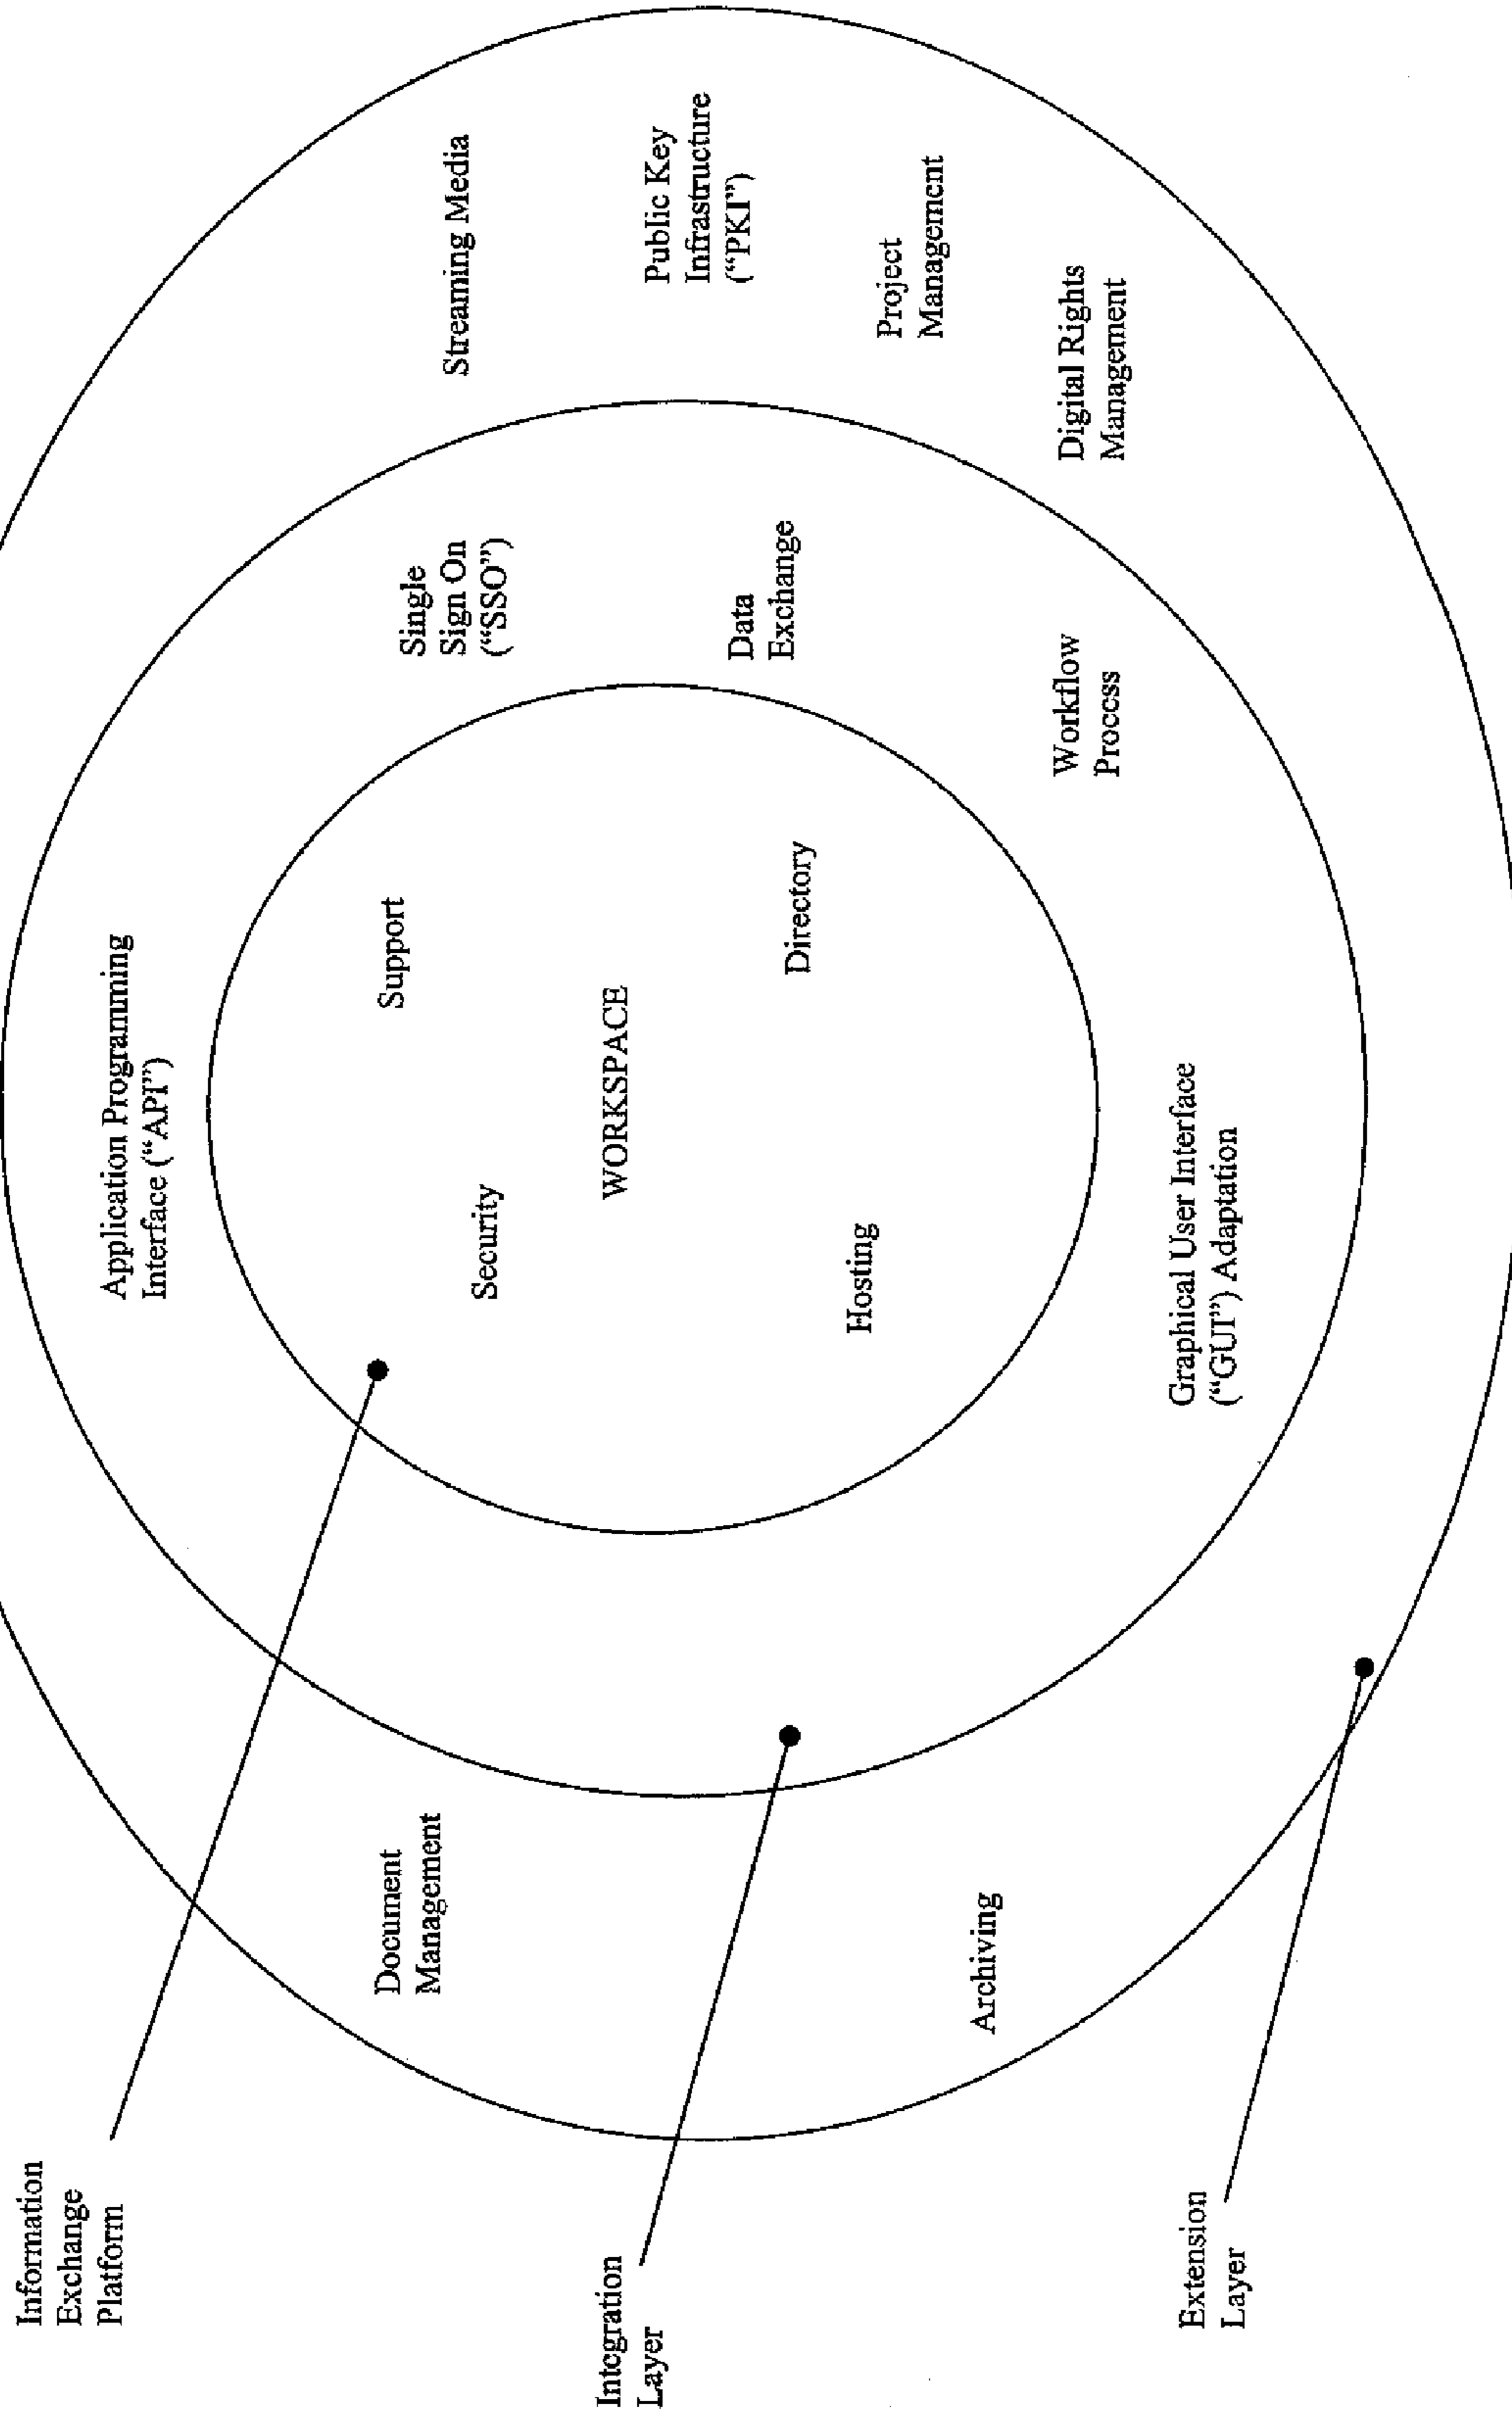 Information
Exchange
Platform
Integration
Layer
Extension
Layer
Document
Management
Archiving
Application Programming
Interface (“API”)
Graphical User Interface
(“GUI”) Adaptation
Security
Support
WORKSPACE
Hosting
Directory
Single
Sign On
(“SSO”)
Data
Exchange
Workflow
Process
Streaming Media
Public Key
Infrastructure
(“PKI”)
Project
Management
Digital Rights
Management